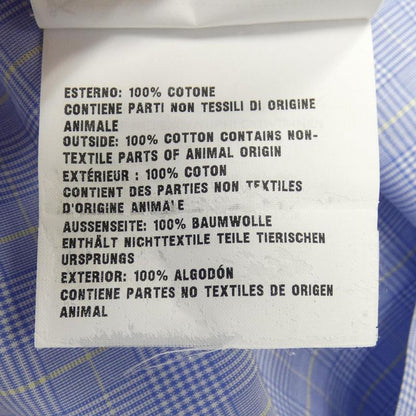 ESTERNO: 100% COTONE
CONTIENE PARTI NON TESSILI DI ORIGINE
ANIMALE
OUTSIDE: 100% COTTON CONTAINS NON-
TEXTILE PARTS OF ANIMAL ORIGIN
EXTÉRIEUR : 100% COTON
CONTIENT DES PARTIES NON TEXTILES
D'ORIGINE ANIMALE
AUSSENSEITE: 100% BAUMWOLLE
ENTHÄLT NICHTTEXTILE TEILE TIERISCHEN
URSPRUNGS
EXTERIOR: 100% ALGODÓN
CONTIENE PARTES NO TEXTILES DE ORIGEN
ANIMAL